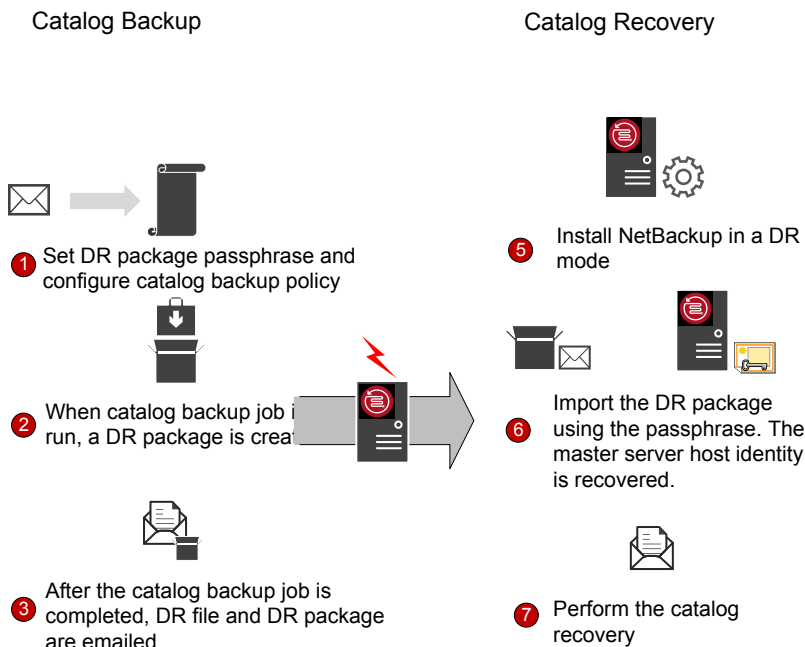 Catalog Backup
Catalog Recovery
1 Set DR package passphrase and
configure catalog backup policy
2 When catalog backup job
run, a DR package is
3 After the catalog backup job is
completed, DR file and DR package
are emailed
5 Install NetBackup in a DR
mode
6 Import the DR package
using the passphrase. The
master server host identity
is recovered.
7 Perform the catalog
recovery